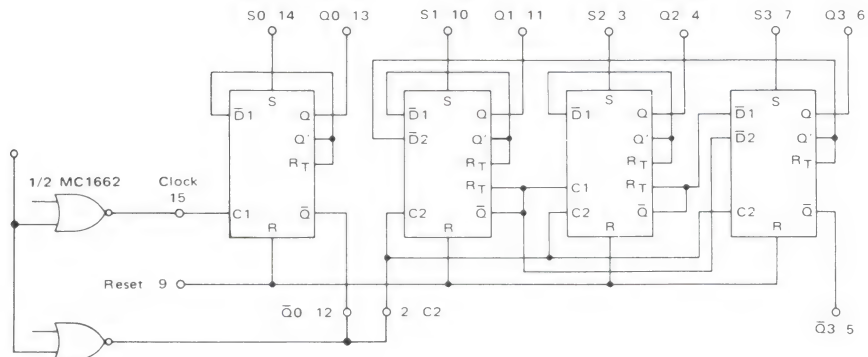 S0 14 Q0 13 S1 10 Q1 11 S2 3 Q2 4 S3 7 Q3 6
S S S S
D̅1 Q D̅1 Q D̅1 Q D̅1 Q
Q' D̅2 Q' Q' D̅2 Q'
RT RT RT RT
1/2 MC1662 Clock RT C1 RT
15
C1 Q̅ C2 Q̅ C2 Q̅ C2 Q̅
R R R R
Reset 9
Q̅0 12 2 C2
Q̅3 5